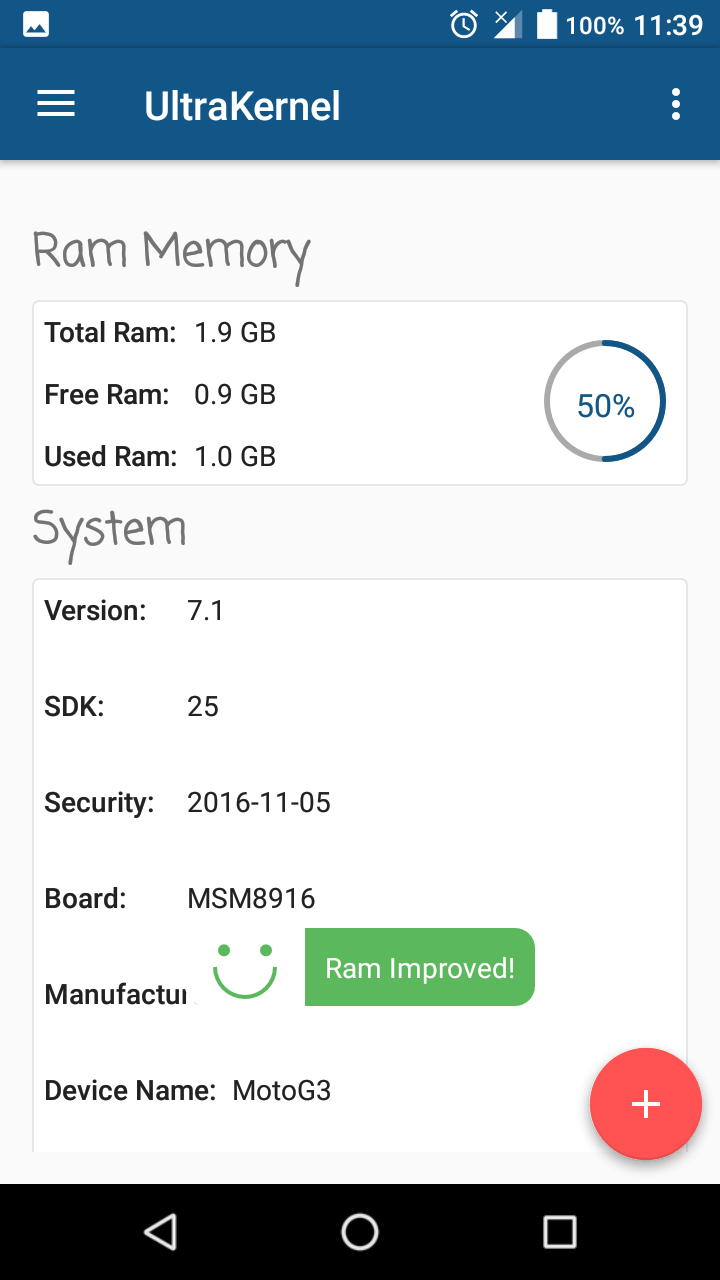 100% 11:39
UltraKernel
Ram Memory
Total Ram: 1.9 GB
Free Ram: 0.9 GB
50%
Used Ram: 1.0 GB
System
Version: 7.1
SDK: 25
Security: 2016-11-05
Board: MSM8916
Ram Improved!
Manufactur
Device Name: MotoG3